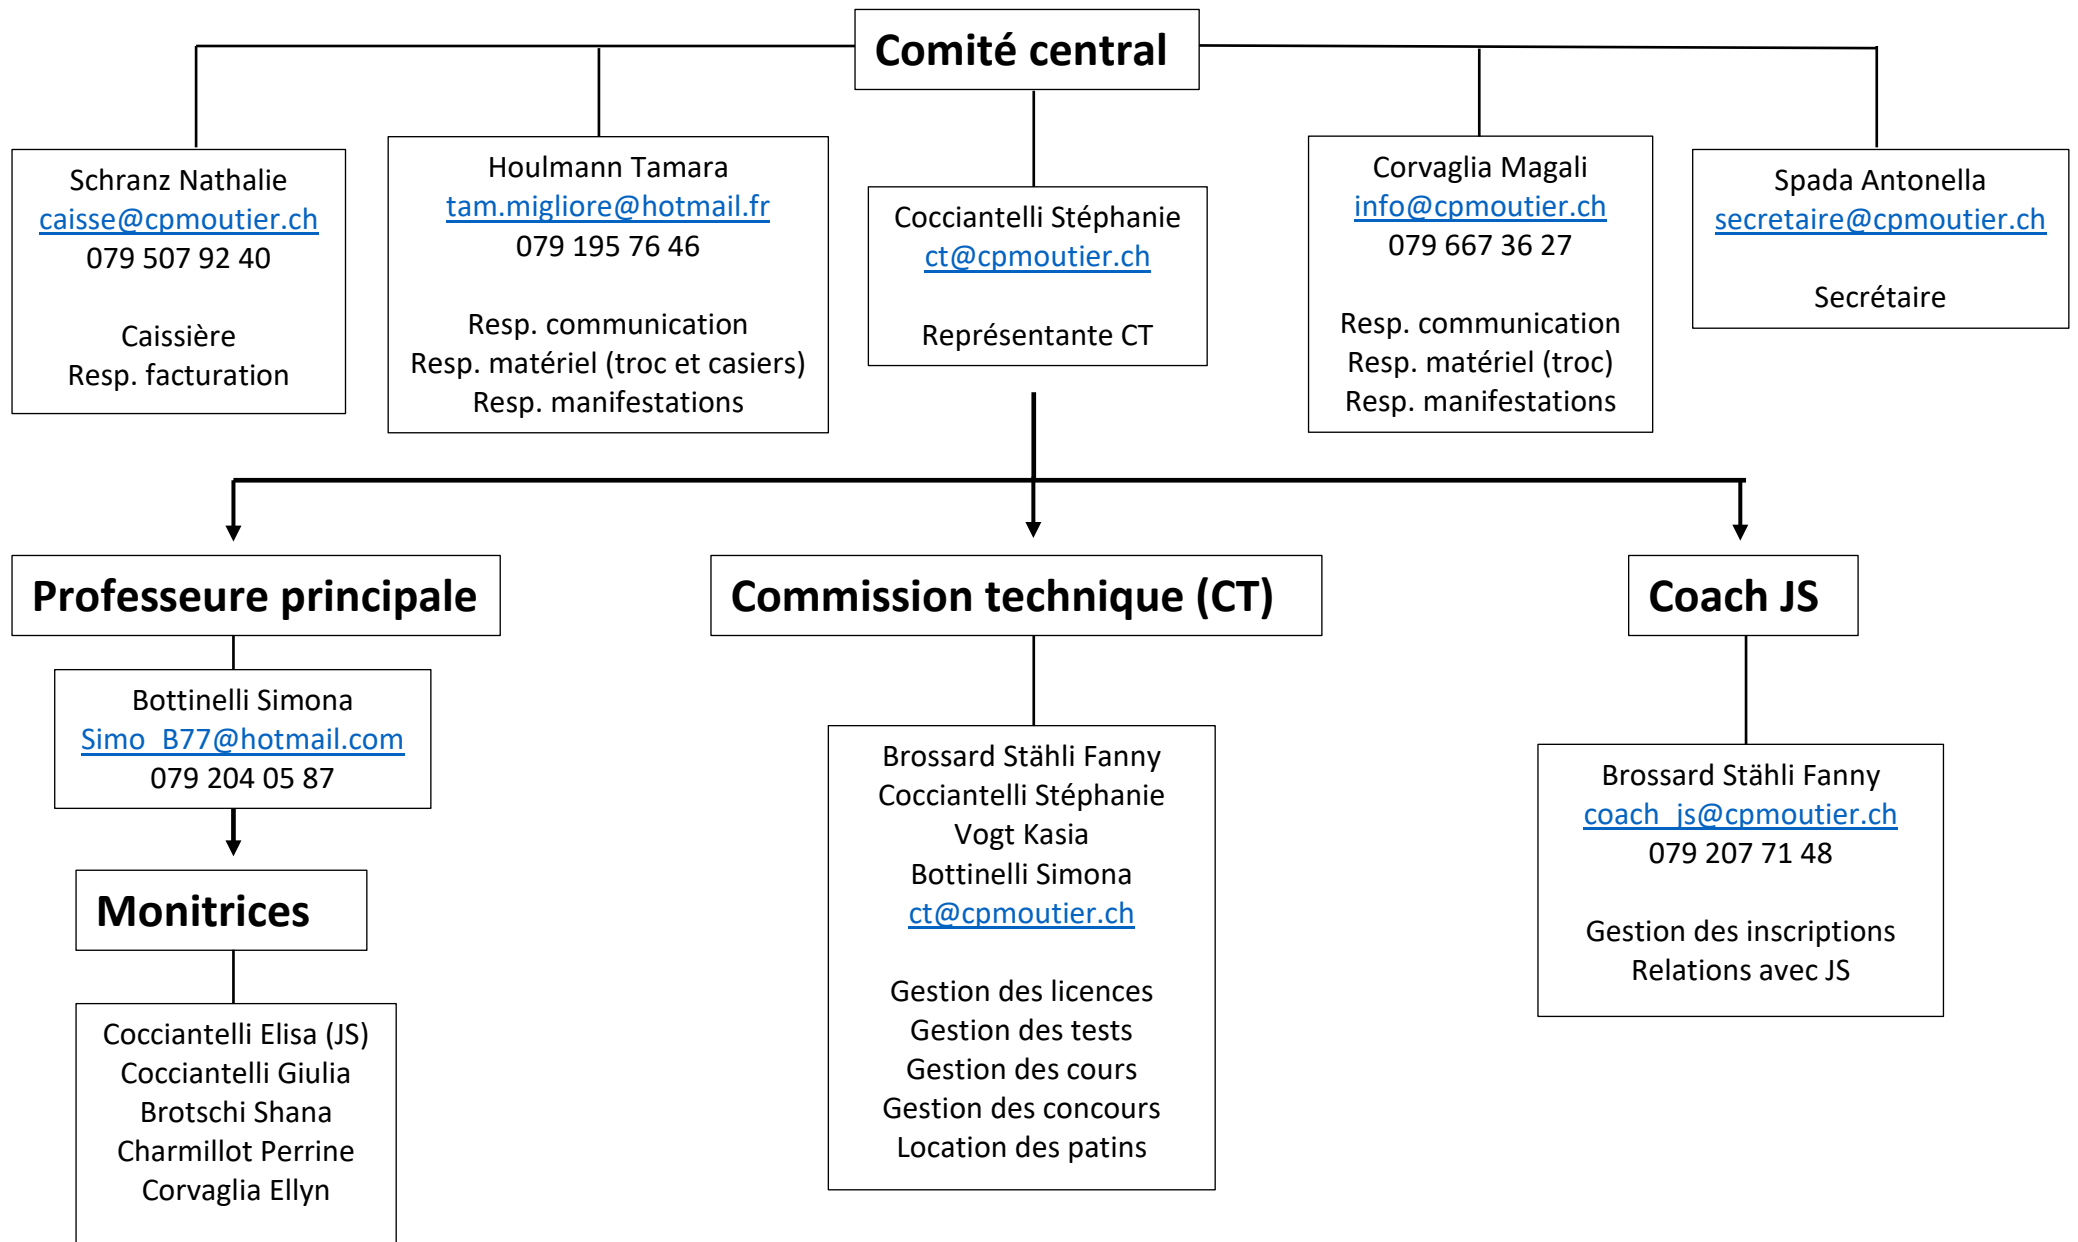 Comité central
Schranz Nathalie
caisse@cpmoutier.ch
079 507 92 40
Caissière
Resp. facturation
Houlmann Tamara
tam.migliore@hotmail.fr
079 195 76 46
Resp. communication
Resp. matériel (troc et casiers)
Resp. manifestations
Cocciantelli Stéphanie
ct@cpmoutier.ch
Représentante CT
Corvaglia Magali
info@cpmoutier.ch
079 667 36 27
Resp. communication
Resp. matériel (troc)
Resp. manifestations
Spada Antonella
secretaire@cpmoutier.ch
Secrétaire
Professeure principale
Bottinelli Simona
Simo_B77@hotmail.com
079 204 05 87
Monitrices
Cocciantelli Elisa (JS)
Cocciantelli Giulia
Brotschi Shana
Charmillot Perrine
Corvaglia Ellyn
Commission technique (CT)
Brossard Stähli Fanny
Cocciantelli Stéphanie
Vogt Kasia
Bottinelli Simona
ct@cpmoutier.ch
Gestion des licences
Gestion des tests
Gestion des cours
Gestion des concours
Location des patins
Coach JS
Brossard Stähli Fanny
coach_js@cpmoutier.ch
079 207 71 48
Gestion des inscriptions
Relations avec JS